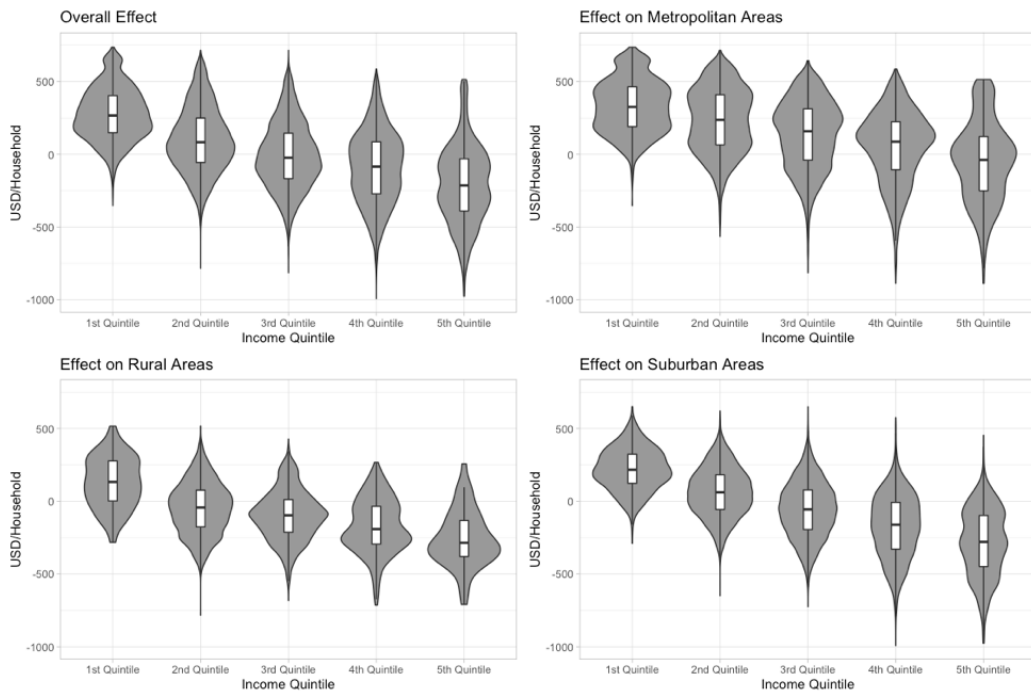 Overall Effect
USD/Household
500
0
-500
-1000
1st Quintile 2nd Quintile 3rd Quintile 4th Quintile 5th Quintile
Income Quintile
Effect on Metropolitan Areas
USD/Household
500
0
-500
-1000
1st Quintile 2nd Quintile 3rd Quintile 4th Quintile 5th Quintile
Income Quintile
Effect on Rural Areas
USD/Household
500
0
-500
-1000
1st Quintile 2nd Quintile 3rd Quintile 4th Quintile 5th Quintile
Income Quintile
Effect on Suburban Areas
USD/Household
500
0
-500
-1000
1st Quintile 2nd Quintile 3rd Quintile 4th Quintile 5th Quintile
Income Quintile